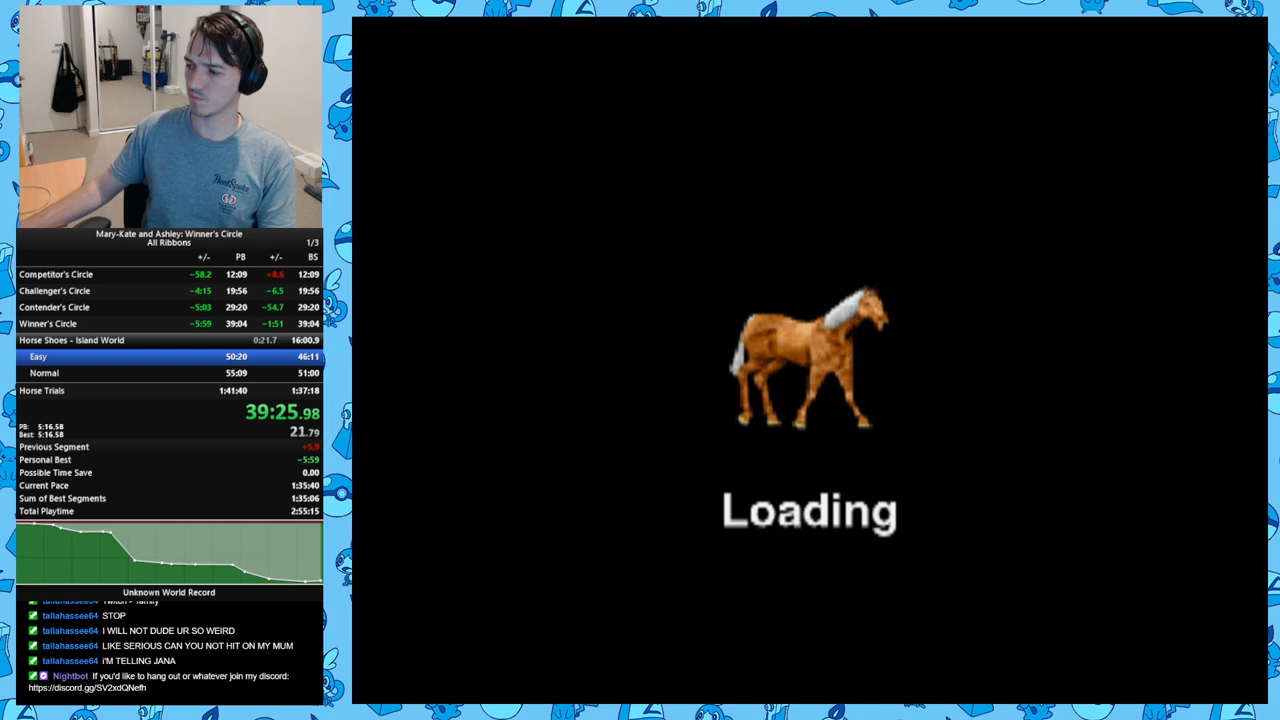 Mary-Kate and Ashley: Winner's Circle
All Ribbons 1/3
+/- PB +/- BS
Competitor's Circle −58.2 12:09 +8.6 12:09
Challenger's Circle −4:15 19:56 −6.5 19:56
Contender's Circle −5:03 29:20 −54.7 29:20
Winner's Circle −5:59 39:04 −1:51 39:04
Horse Shoes - Island World 0:21.7 16:00.9
Easy 50:20 46:11
Normal 55:09 51:00
Horse Trials 1:41:40 1:37:18
39:25.98
PB: 5:16.58
Best: 5:16.58
21.79
Previous Segment +5.9
Personal Best −5:59
Possible Time Save 0.00
Current Pace 1:35:40
Sum of Best Segments 1:35:06
Total Playtime 2:55:15
Unknown World Record
tallahassee64 Twitch > family
tallahassee64 STOP
tallahassee64 I WILL NOT DUDE UR SO WEIRD
tallahassee64 LIKE SERIOUS CAN YOU NOT HIT ON MY MUM
tallahassee64 i'M TELLING JANA
Nightbot If you'd like to hang out or whatever join my discord:
https://discord.gg/SV2xdQNefh
Loading